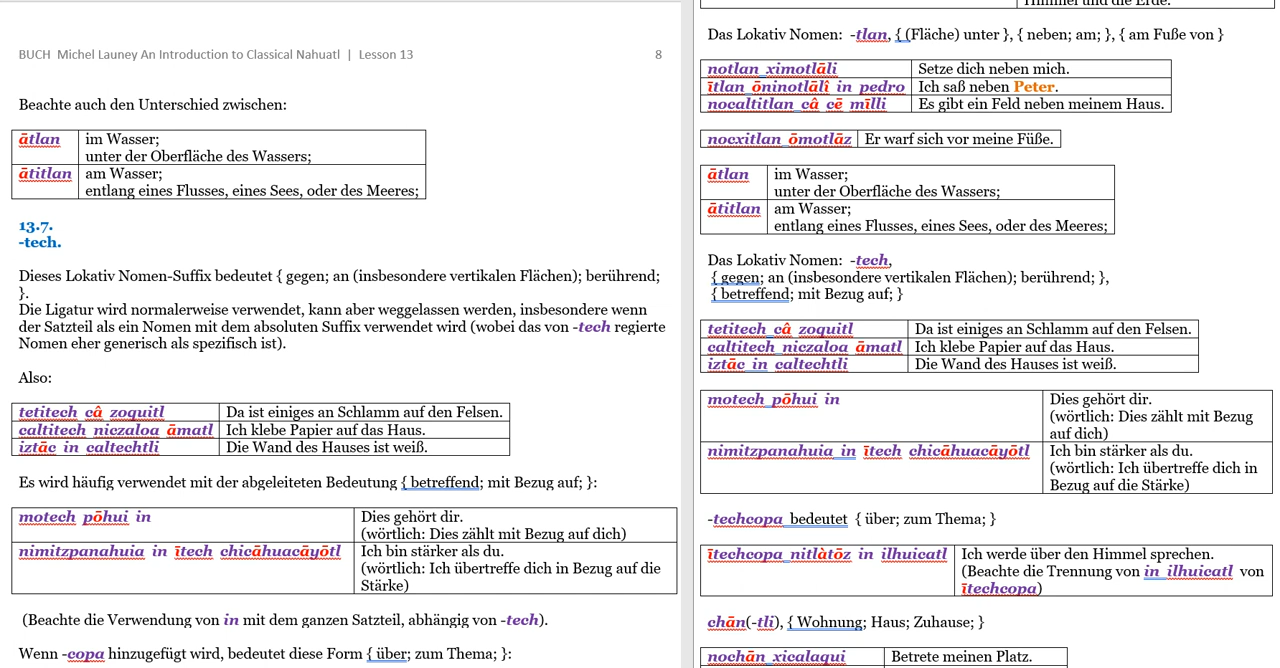 BUCH Michel Launey An Introduction to Classical Nahuatl | Lesson 13 8
Beachte auch den Unterschied zwischen:
ātlan im Wasser;
unter der Oberfläche des Wassers;
ātitlan am Wasser;
entlang eines Flusses, eines Sees, oder des Meeres;
13.7.
-tech.
Dieses Lokativ Nomen-Suffix bedeutet { gegen; an (insbesondere vertikalen Flächen); berührend;
}.
Die Ligatur wird normalerweise verwendet, kann aber weggelassen werden, insbesondere wenn
der Satzteil als ein Nomen mit dem absoluten Suffix verwendet wird (wobei das von -tech regierte
Nomen eher generisch als spezifisch ist).
Also:
tetitech câ zoquitl Da ist einiges an Schlamm auf den Felsen.
caltitech niczaloa āmatl Ich klebe Papier auf das Haus.
iztāc in caltechtli Die Wand des Hauses ist weiß.
Es wird häufig verwendet mit der abgeleiteten Bedeutung { betreffend; mit Bezug auf; }:
motech pōhui in Dies gehört dir.
(wörtlich: Dies zählt mit Bezug auf dich)
nimitzpanahuia in ītech chicāhuacāyōtl Ich bin stärker als du.
(wörtlich: Ich übertreffe dich in Bezug auf die
Stärke)
(Beachte die Verwendung von in mit dem ganzen Satzteil, abhängig von -tech).
Wenn -copa hinzugefügt wird, bedeutet diese Form { über; zum Thema; }:
Himmel und die Erde.
Das Lokativ Nomen: -tlan, { (Fläche) unter }, { neben; am; }, { am Fuße von }
notlan ximotlāli Setze dich neben mich.
ītlan ōninotlālî in pedro Ich saß neben Peter.
nocaltitlan câ cē mīlli Es gibt ein Feld neben meinem Haus.
nocxitlan ōmotlāz Er warf sich vor meine Füße.
ātlan im Wasser;
unter der Oberfläche des Wassers;
ātitlan am Wasser;
entlang eines Flusses, eines Sees, oder des Meeres;
Das Lokativ Nomen: -tech,
{ gegen; an (insbesondere vertikalen Flächen); berührend; },
{ betreffend; mit Bezug auf; }
tetitech câ zoquitl Da ist einiges an Schlamm auf den Felsen.
caltitech niczaloa āmatl Ich klebe Papier auf das Haus.
iztāc in caltechtli Die Wand des Hauses ist weiß.
motech pōhui in Dies gehört dir.
(wörtlich: Dies zählt mit Bezug
auf dich)
nimitzpanahuia in ītech chicāhuacāyōtl Ich bin stärker als du.
(wörtlich: Ich übertreffe dich in
Bezug auf die Stärke)
-techcopa bedeutet { über; zum Thema; }
ītechcopa nitlàtōz in ilhuicatl Ich werde über den Himmel sprechen.
(Beachte die Trennung von in ilhuicatl von
ītechcopa)
chān(-tli), { Wohnung; Haus; Zuhause; }
nochān xicalaqui Betrete meinen Platz.